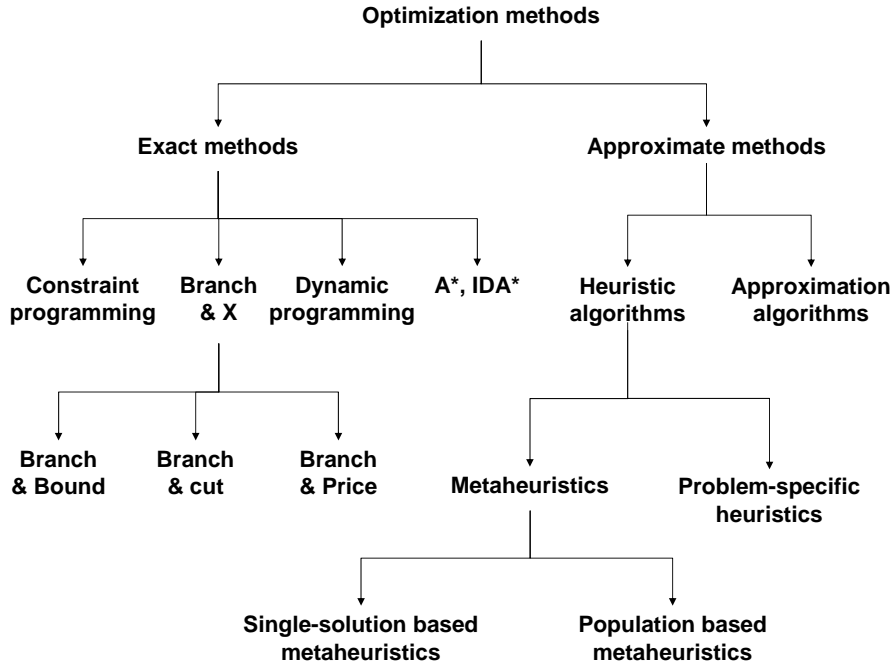 Optimization methods
Exact methods
Approximate methods
Constraint
programming
Branch
& X
Dynamic
programming
A*, IDA*
Heuristic
algorithms
Approximation
algorithms
Branch
& Bound
Branch
& cut
Branch
& Price
Metaheuristics
Problem-specific
heuristics
Single-solution based
metaheuristics
Population based
metaheuristics